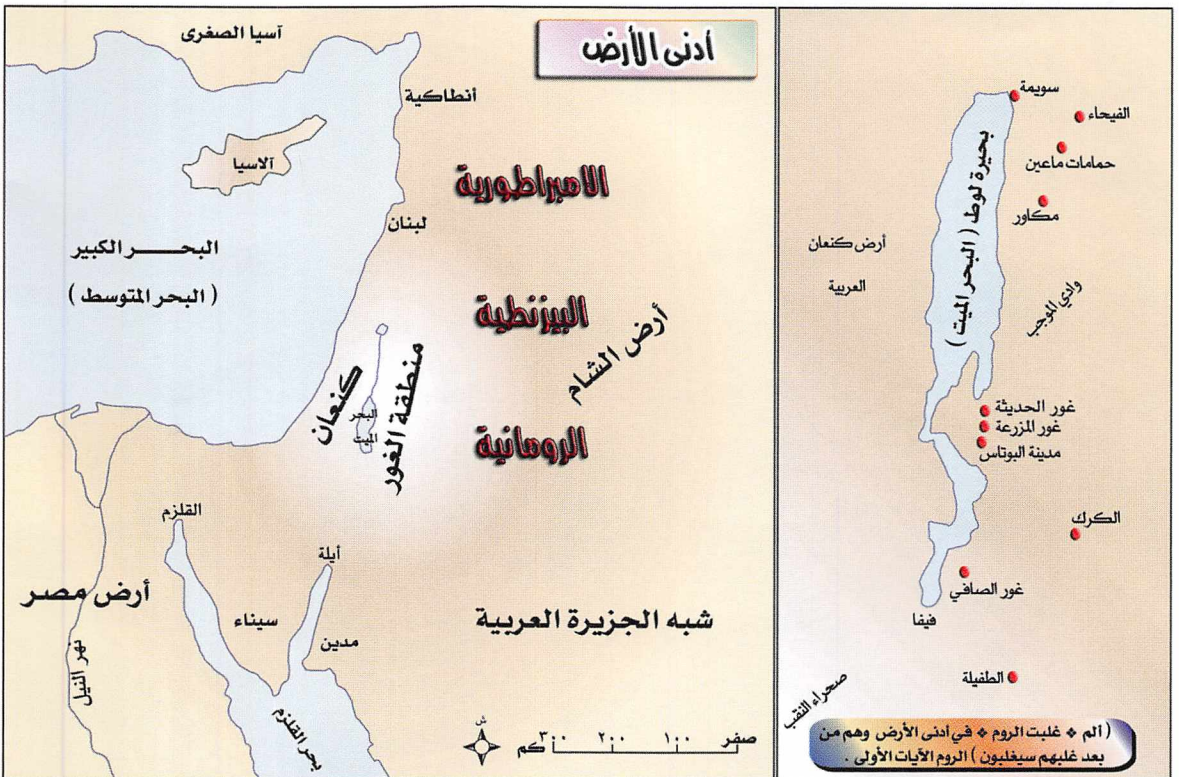 أدنى الأرض
آسيا الصغرى
أنطاكية
آلاسيا
الامبراطورية
لبنان
البحـــر الكبير
( البحر المتوسط )
البيزنطية
أرض الشام
كنعان
منطقة الغور
البحر
الميت
الرومانية
القلزم
أيلة
أرض مصر
سيناء
مدين
شبه الجزيرة العربية
نهر النيل
بحر القلزم
ش
صفر ١٠٠ ٢٠٠ ٣٠٠ كم
سويمة
الفيحاء
حمامات ماعين
مكاور
بحيرة لوط ( البحر الميت )
أرض كنعان
العربية
وادي الموجب
غور الحديثة
غور المزرعة
مدينة البوتاس
الكرك
غور الصافي
فيفا
الطفيلة
صحراء النقب
( ألم * غلبت الروم * في أدنى الأرض وهم من
بعد غلبهم سيغلبون ) الروم الآيات الأولى .